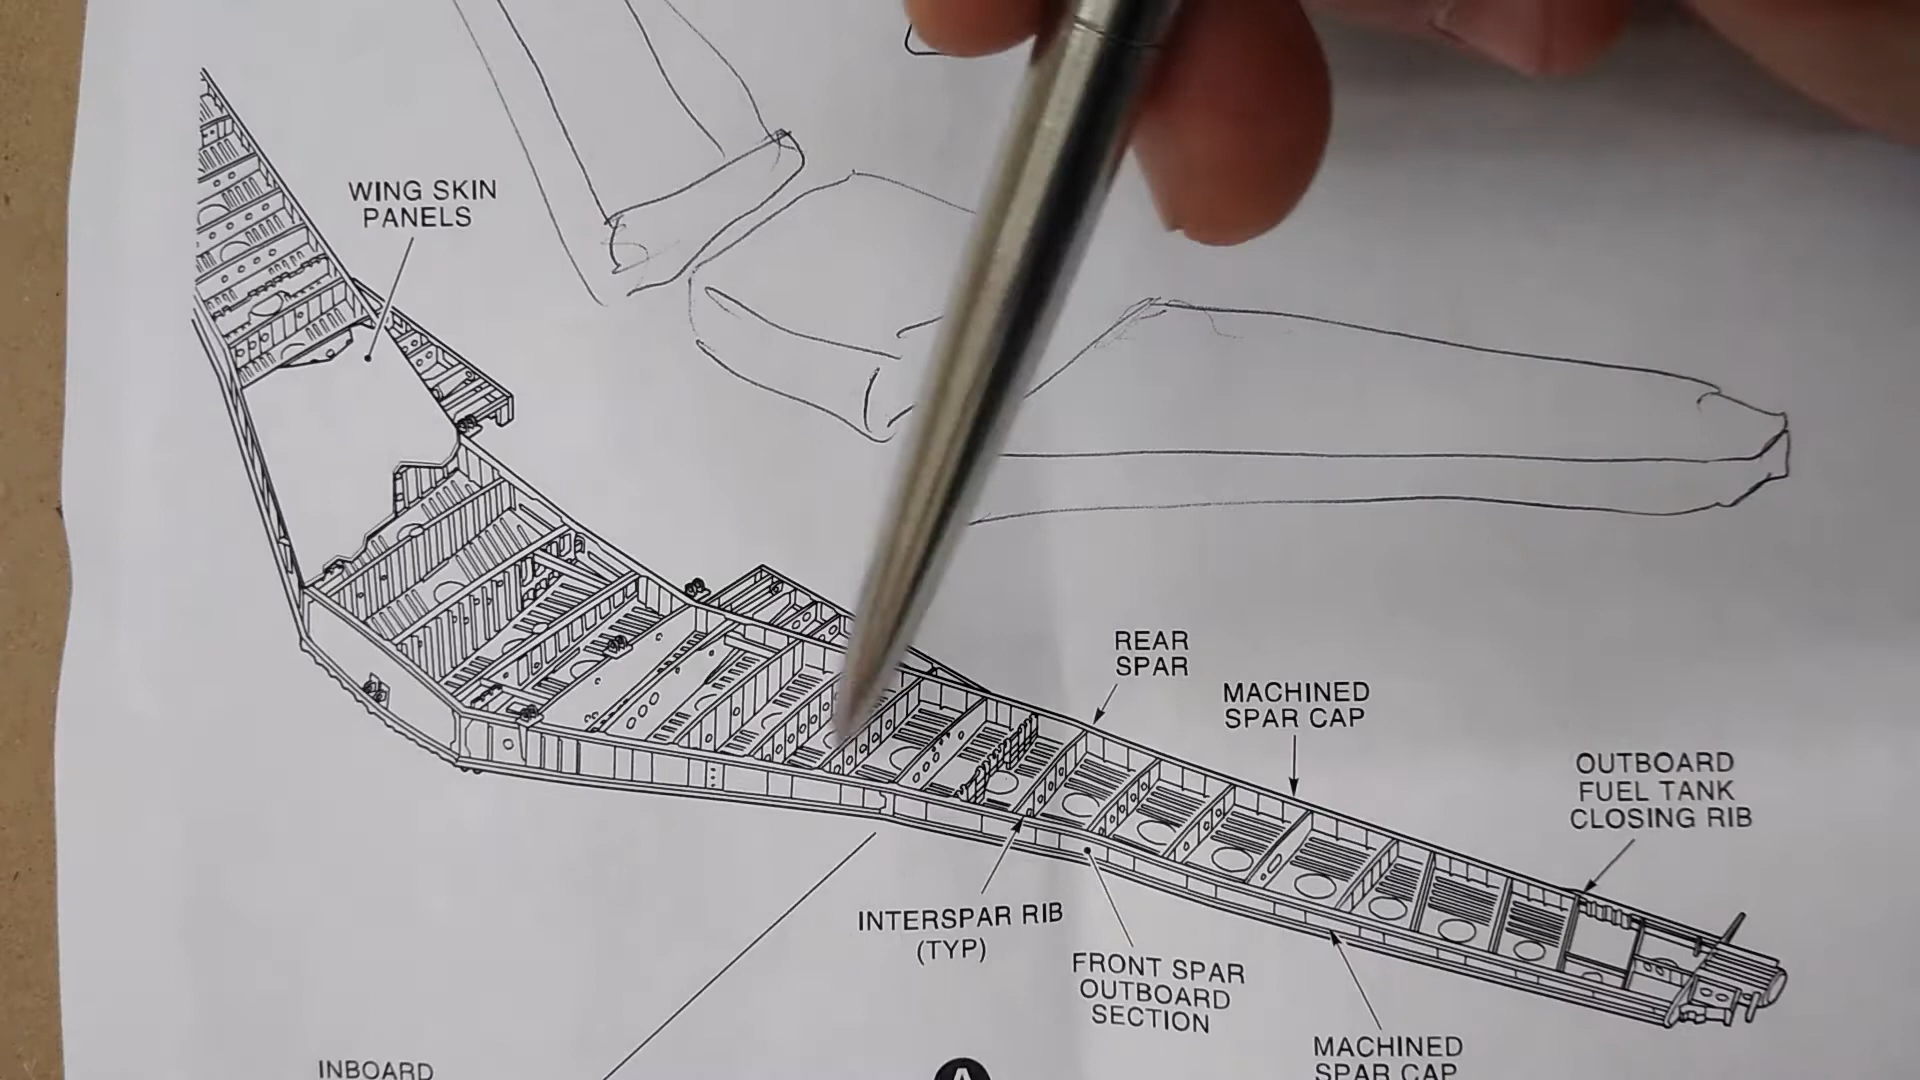 WING SKIN
PANELS
REAR
SPAR
MACHINED
SPAR CAP
OUTBOARD
FUEL TANK
CLOSING RIB
INTERSPAR RIB
(TYP)
FRONT SPAR
OUTBOARD
SECTION
MACHINED
SPAR CAP
INBOARD
A